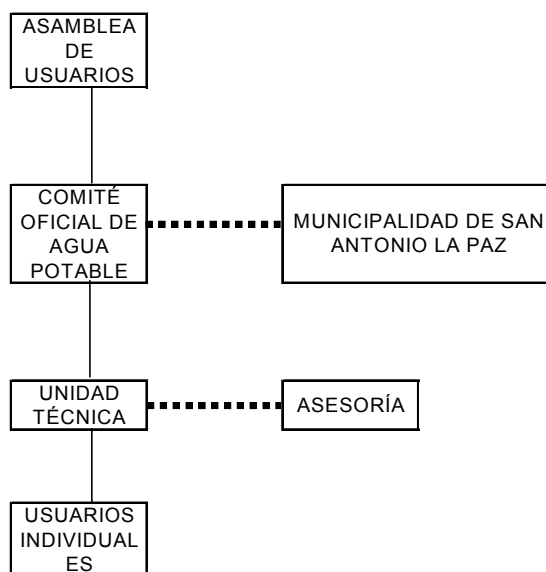 ASAMBLEA
DE
USUARIOS
COMITÉ
OFICIAL DE
AGUA
POTABLE
MUNICIPALIDAD DE SAN
ANTONIO LA PAZ
UNIDAD
TÉCNICA
ASESORÍA
USUARIOS
INDIVIDUAL
ES